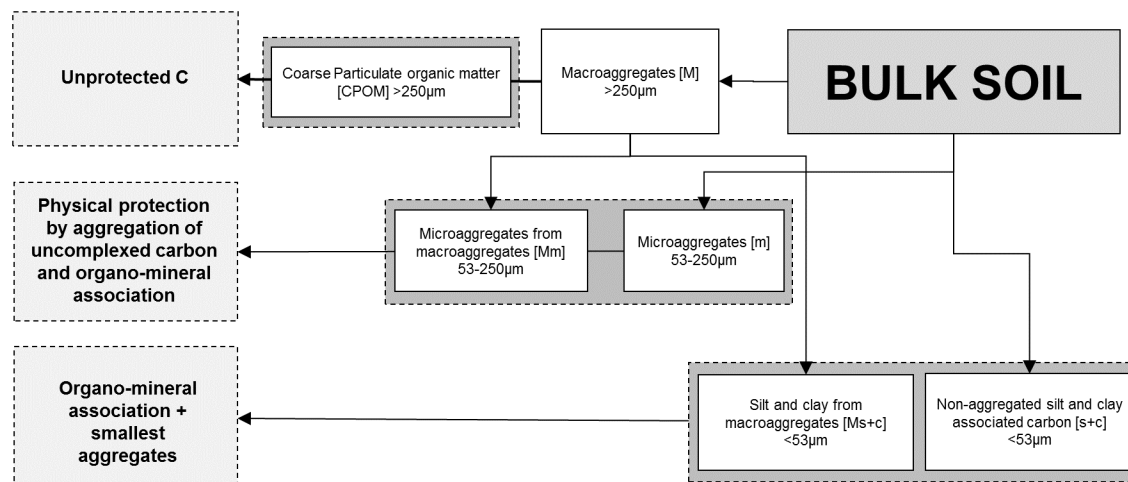 Unprotected C
Coarse Particulate organic matter
[CPOM] >250µm
Macroaggregates [M]
>250µm
BULK SOIL
Physical protection
by aggregation of
uncomplexed carbon
and organo-mineral
association
Microaggregates from
macroaggregates [Mm]
53-250µm
Microaggregates [m]
53-250µm
Organo-mineral
association +
smallest
aggregates
Silt and clay from
macroaggregates [Ms+c]
<53µm
Non-aggregated silt and clay
associated carbon [s+c]
<53µm